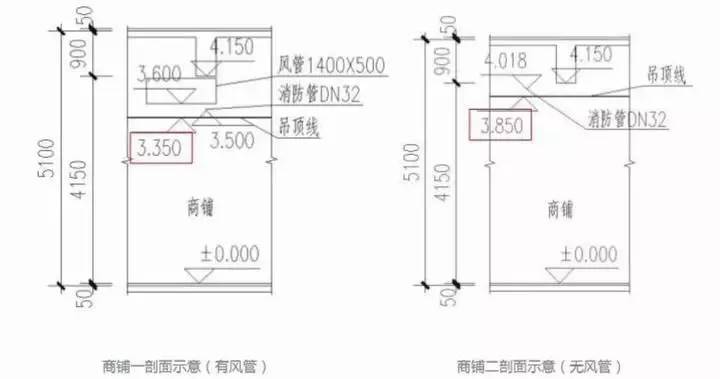 50
900
5100
4150
50
4.150
3.600
风管1400X500
消防管DN32
吊顶线
3.350
3.500
商铺
±0.000
商铺一剖面示意（有风管）
50
900
5100
4150
50
4.018
4.150
吊顶线
消防管DN32
3.850
商铺
±0.000
商铺二剖面示意（无风管）